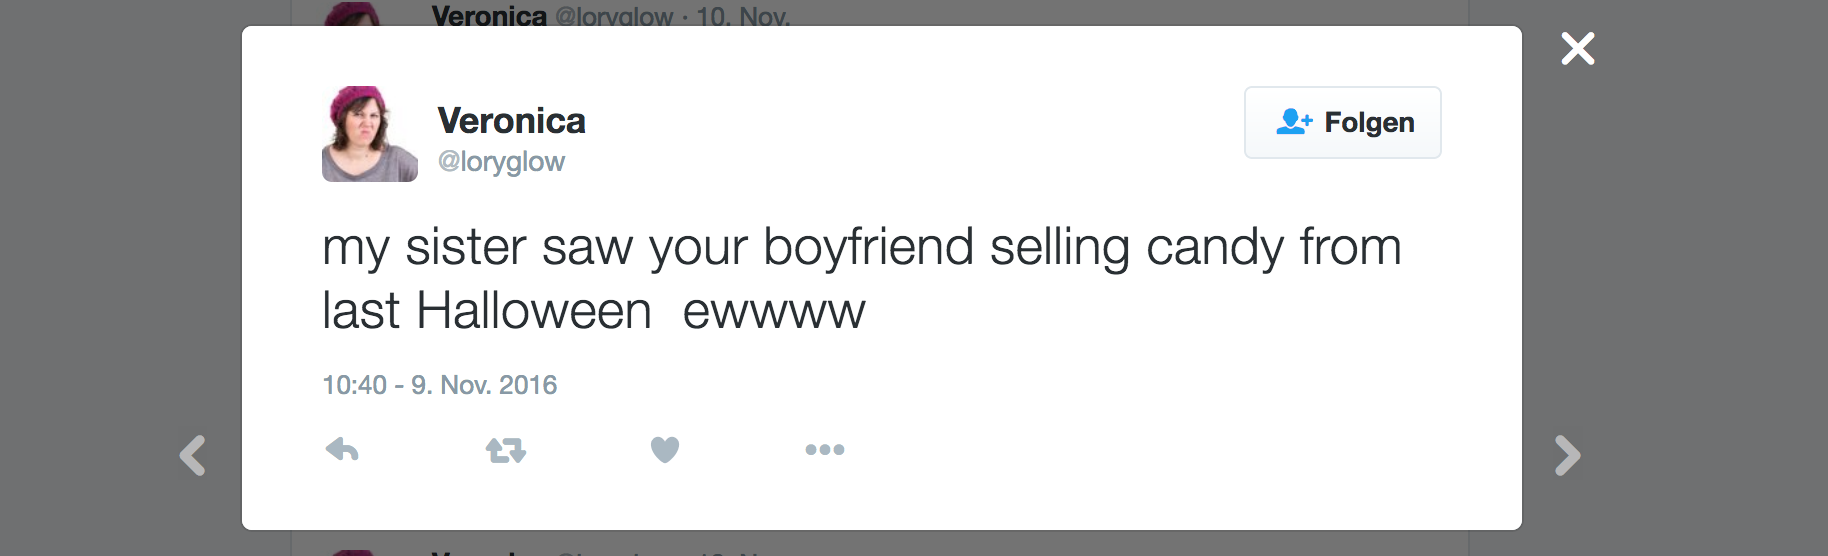 Veronica @loryglow · 10. Nov.
Veronica
@loryglow
Folgen
my sister saw your boyfriend selling candy from
last Halloween  ewwww
10:40 - 9. Nov. 2016